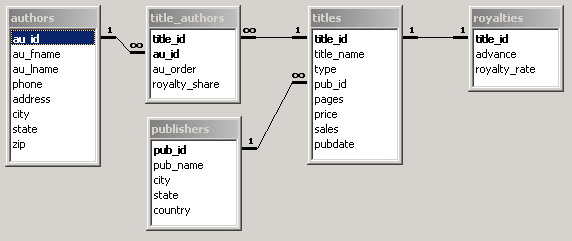 authors
au_id
au_fname
au_lname
phone
address
city
state
zip
1
∞
title_authors
title_id
au_id
au_order
royalty_share
∞
1
publishers
pub_id
pub_name
city
state
country
1
∞
titles
title_id
title_name
type
pub_id
pages
price
sales
pubdate
1
1
royalties
title_id
advance
royalty_rate